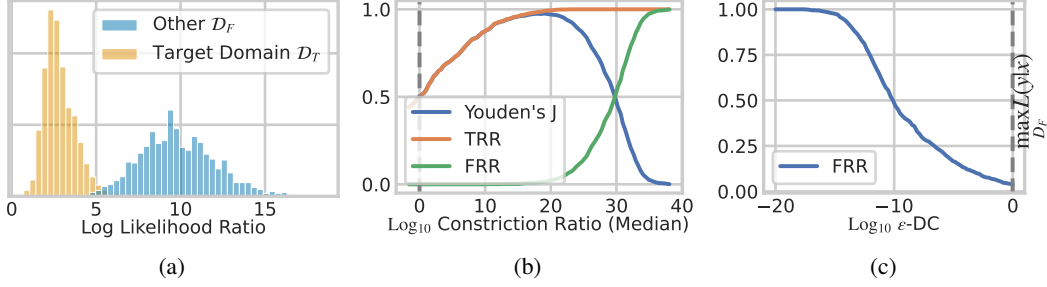 Other 𝒟_F
Target Domain 𝒟_T
0
5
10
15
Log Likelihood Ratio
(a)
1.0
0.5
0.0
Youden's J
TRR
FRR
0
10
20
30
40
Log₁₀ Constriction Ratio (Median)
(b)
1.00
0.75
0.50
0.25
0.00
FRR
−20
−10
0
Log₁₀ ε-DC
max L(y|x)
𝒟_F
(c)